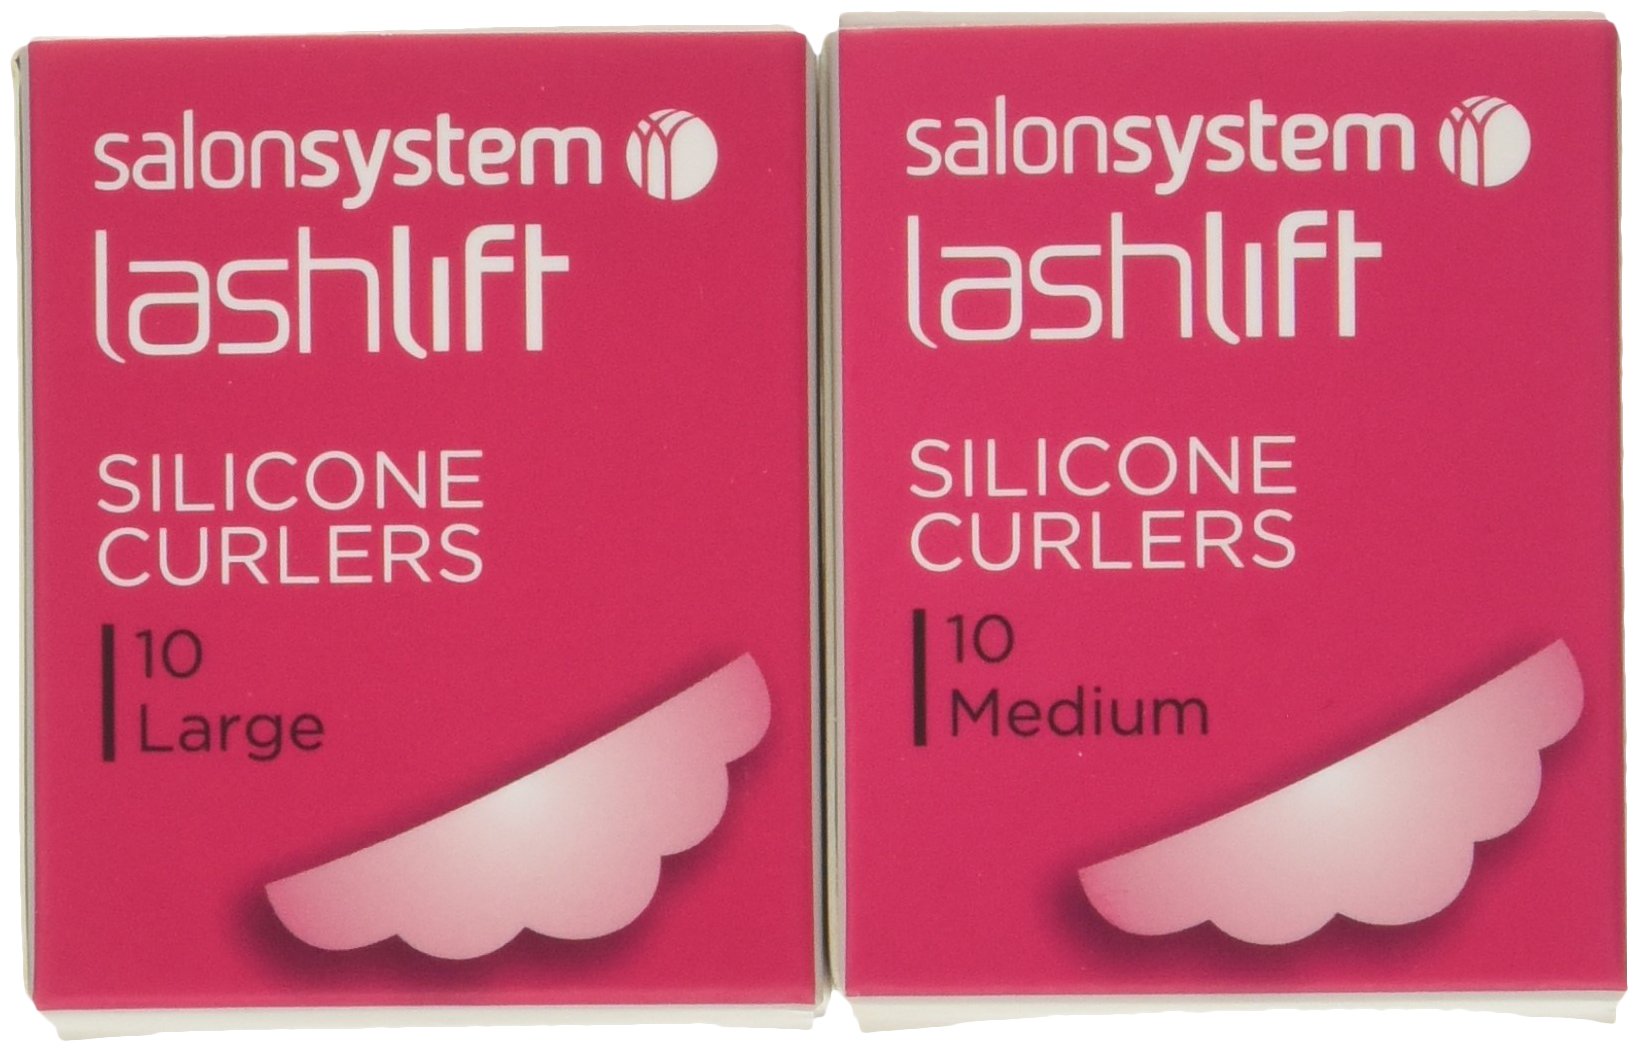 salonsystem
lashlift
SILICONE
CURLERS
10
Large
salonsystem
lashlift
SILICONE
CURLERS
10
Medium